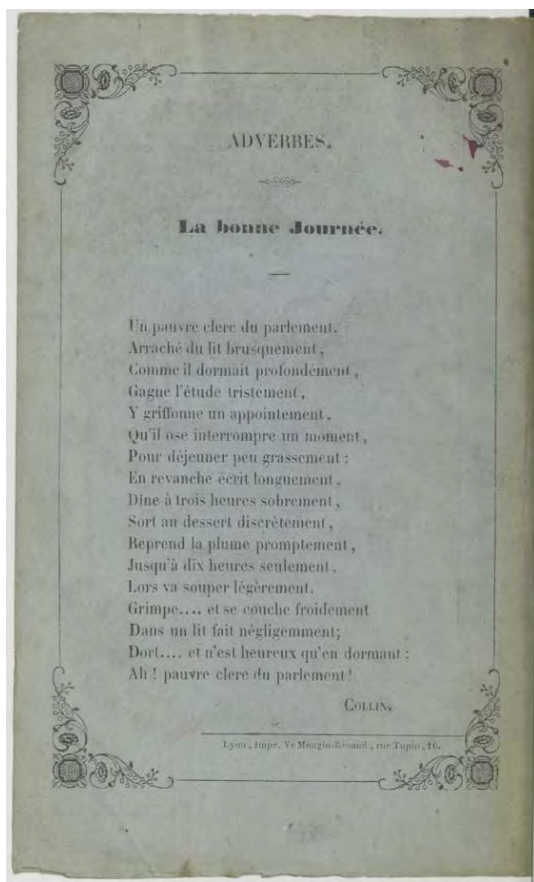 ADVERBES.
La bonne Journée.
Un pauvre clerc du parlement,
Arraché du lit brusquement,
Comme il dormait profondément,
Gagne l'étude tristement,
Y griffonne un appointement,
Qu'il ose interrompre un moment,
Pour déjeuner peu grassement :
En revanche écrit longuement,
Dîne à trois heures sobrement,
Sort au dessert discrètement,
Reprend la plume promptement,
Jusqu'à dix heures seulement.
Lors va souper légèrement.
Grimpe.... et se couche froidement
Dans un lit fait négligemment;
Dort.... et n'est heureux qu'en dormant :
Ah ! pauvre clerc du parlement!
COLLIN.
Lyon, Impr. Ve Mougin-Rusand, rue Tupin, 16.